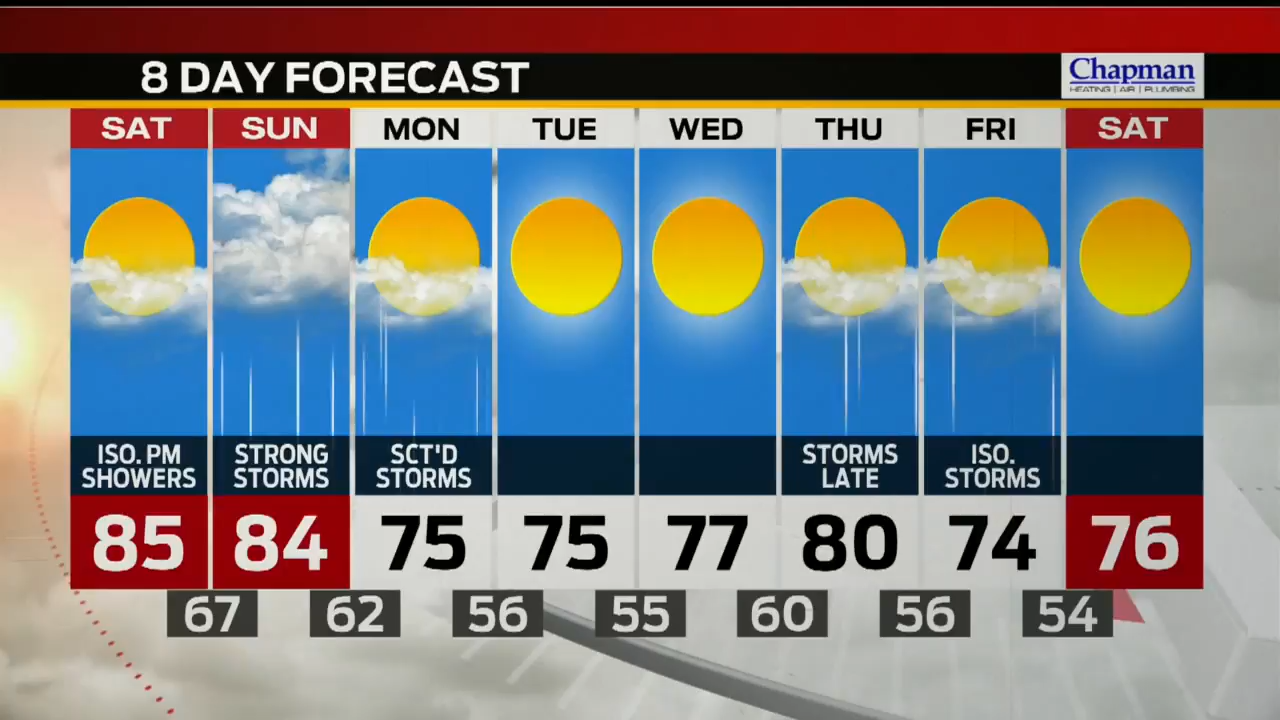 8 DAY FORECAST
Chapman
HEATING | AIR | PLUMBING
SAT SUN MON TUE WED THU FRI SAT
ISO. PM SHOWERS
STRONG STORMS
SCT'D STORMS
STORMS LATE
ISO. STORMS
85 84 75 75 77 80 74 76
67 62 56 55 60 56 54